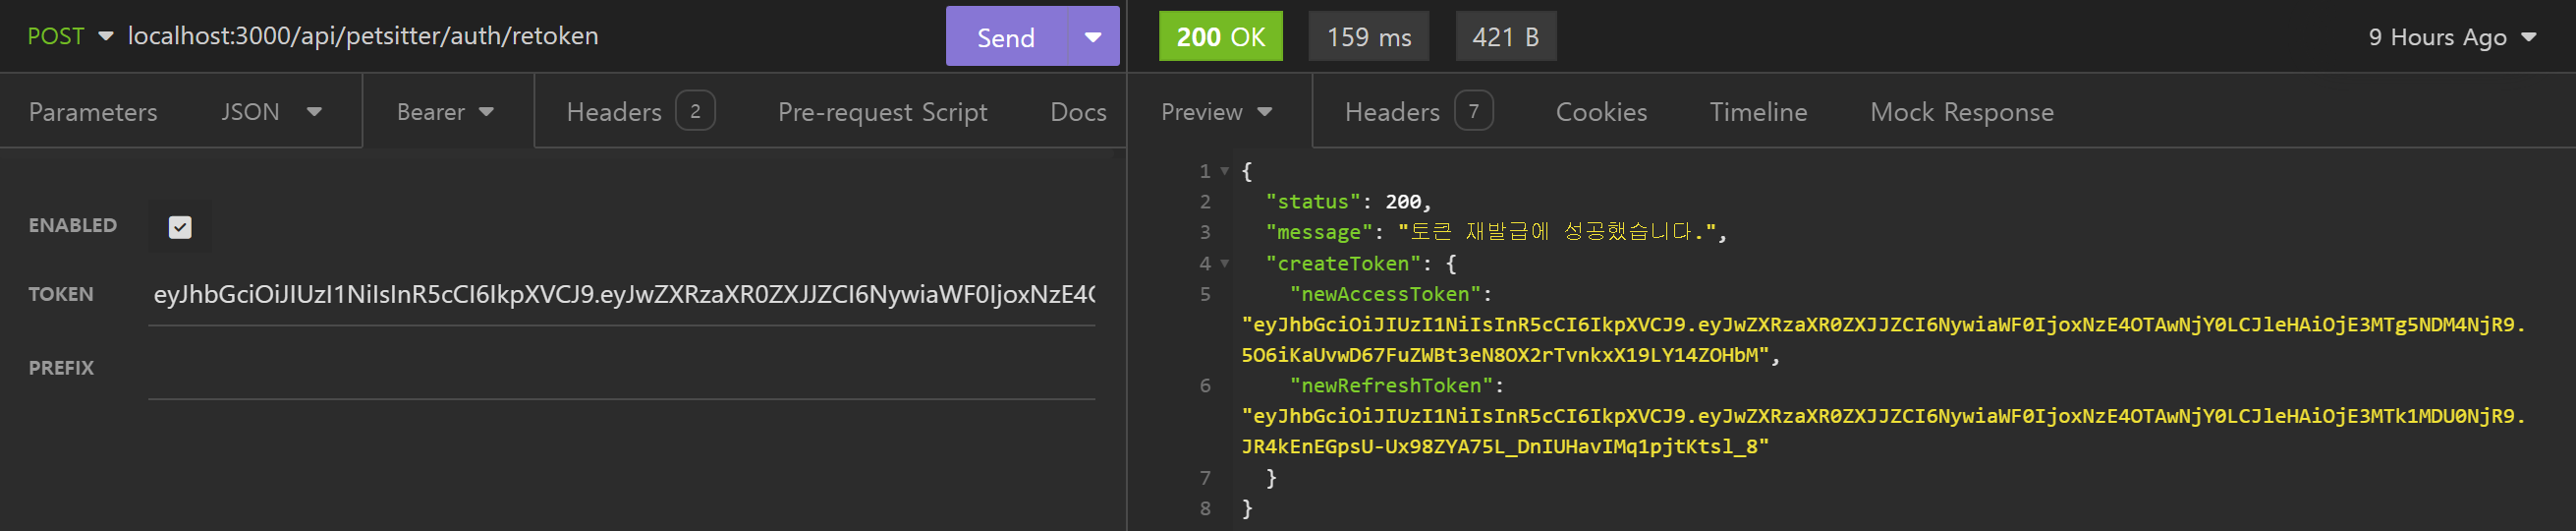 POST localhost:3000/api/petsitter/auth/retoken Send
Parameters JSON Bearer Headers 2 Pre-request Script Docs
ENABLED
TOKEN eyJhbGciOiJIUzI1NiIsInR5cCI6IkpXVCJ9.eyJwZXRzaXR0ZXJJZCI6NywiaWF0IjoxNzE4O
PREFIX
200 OK 159 ms 421 B 9 Hours Ago
Preview Headers 7 Cookies Timeline Mock Response
1 {
2 "status": 200,
3 "message": "토큰 재발급에 성공했습니다.",
4 "createToken": {
5 "newAccessToken":
"eyJhbGciOiJIUzI1NiIsInR5cCI6IkpXVCJ9.eyJwZXRzaXR0ZXJJZCI6NywiaWF0IjoxNzE4OTAwNjY0LCJleHAiOjE3MTg5NDM4NjR9.
5O6iKaUvwD67FuZWBt3eN8OX2rTvnkxX19LY14ZOHbM",
6 "newRefreshToken":
"eyJhbGciOiJIUzI1NiIsInR5cCI6IkpXVCJ9.eyJwZXRzaXR0ZXJJZCI6NywiaWF0IjoxNzE4OTAwNjY0LCJleHAiOjE3MTk1MDU0NjR9.
JR4kEnEGpsU-Ux98ZYA75L_DnIUHavIMq1pjtKtsl_8"
7 }
8 }